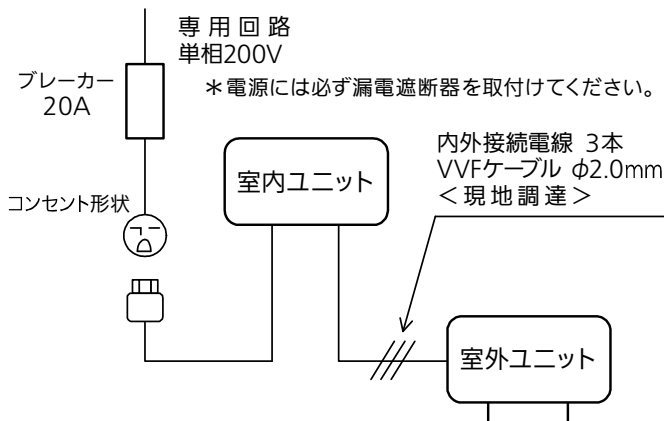 専用回路
単相200V
ブレーカー
20A
＊電源には必ず漏電遮断器を取付けてください。
内外接続電線 3本
VVFケーブル φ2.0mm
＜現地調達＞
室内ユニット
コンセント形状
室外ユニット